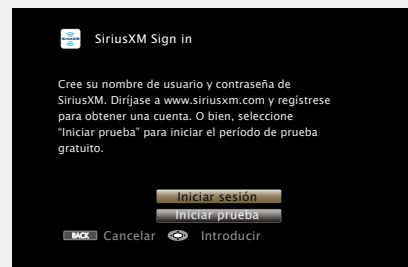 SiriusXM Sign in
Cree su nombre de usuario y contraseña de
SiriusXM. Diríjase a www.siriusxm.com y regístrese
para obtener una cuenta. O bien, seleccione
“Iniciar prueba” para iniciar el período de prueba
gratuito.
Iniciar sesión
Iniciar prueba
BACK Cancelar Introducir